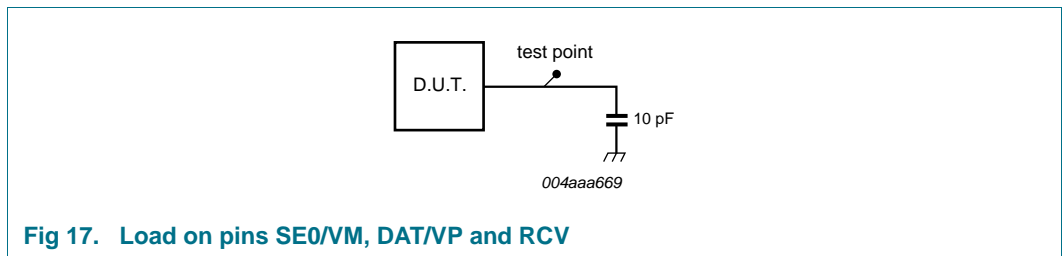 test point
D.U.T.
10 pF
004aaa669
Fig 17. Load on pins SE0/VM, DAT/VP and RCV